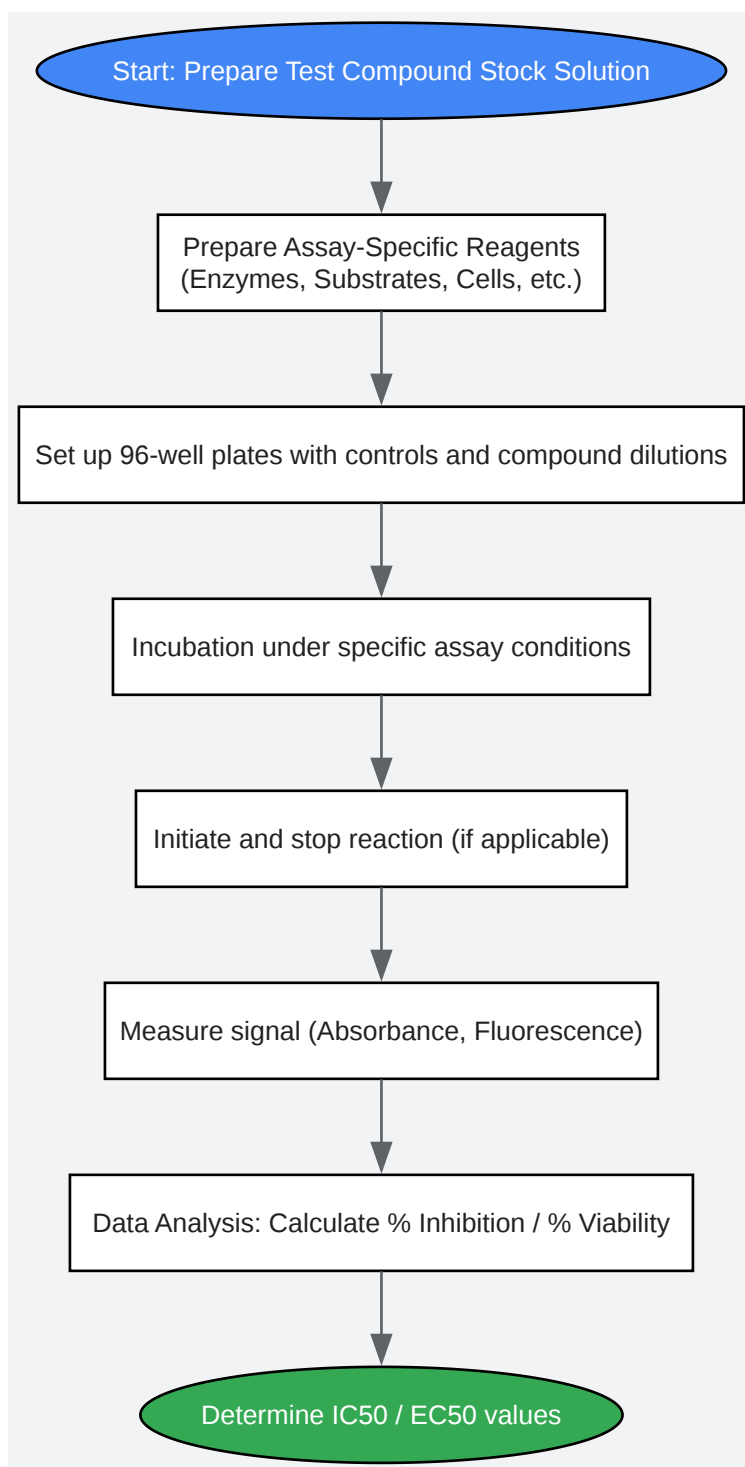 Start: Prepare Test Compound Stock Solution
Prepare Assay-Specific Reagents
(Enzymes, Substrates, Cells, etc.)
Set up 96-well plates with controls and compound dilutions
Incubation under specific assay conditions
Initiate and stop reaction (if applicable)
Measure signal (Absorbance, Fluorescence)
Data Analysis: Calculate % Inhibition / % Viability
Determine IC50 / EC50 values